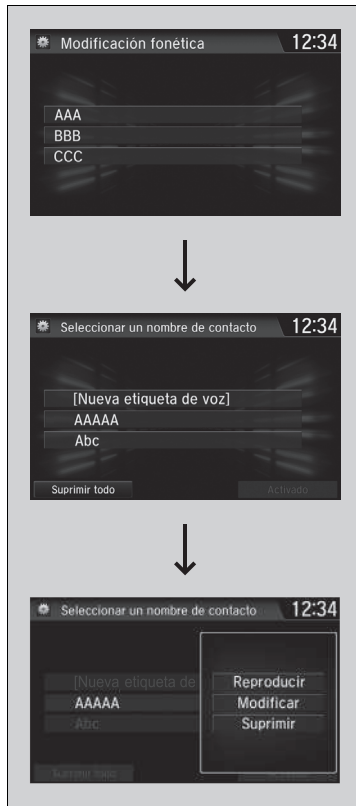 Modificación fonética 12:34
AAA
BBB
CCC
Seleccionar un nombre de contacto 12:34
[Nueva etiqueta de voz]
AAAAA
Abc
Suprimir todo Activado
Seleccionar un nombre de contacto 12:34
[Nueva etiqueta de
Reproducir
AAAAA Modificar
Abc Suprimir
Suprimir todo